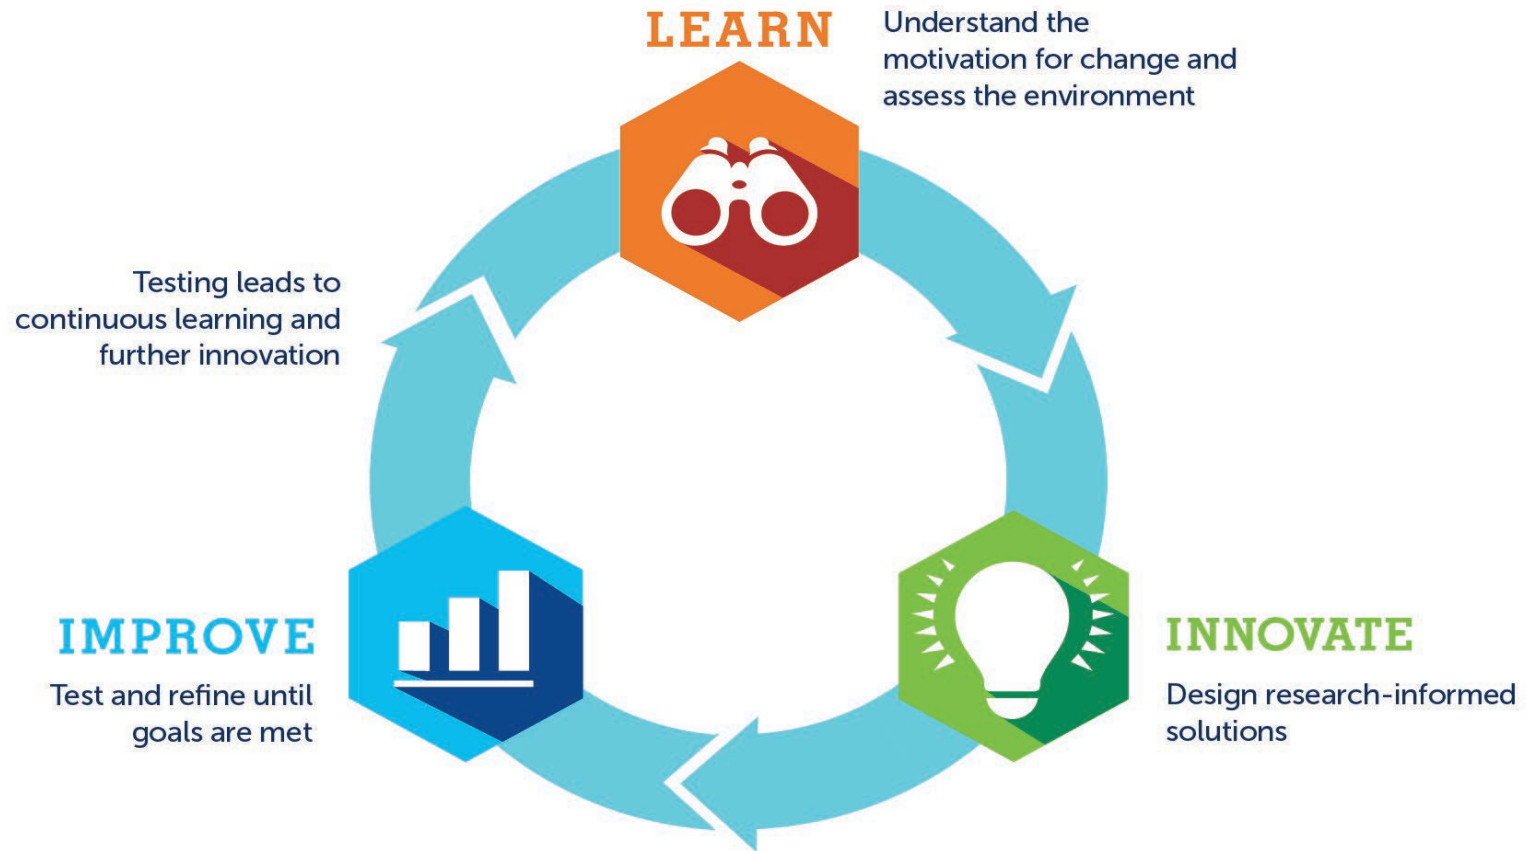 LEARN
Understand the
motivation for change and
assess the environment
Testing leads to
continuous learning and
further innovation
IMPROVE
Test and refine until
goals are met
INNOVATE
Design research-informed
solutions